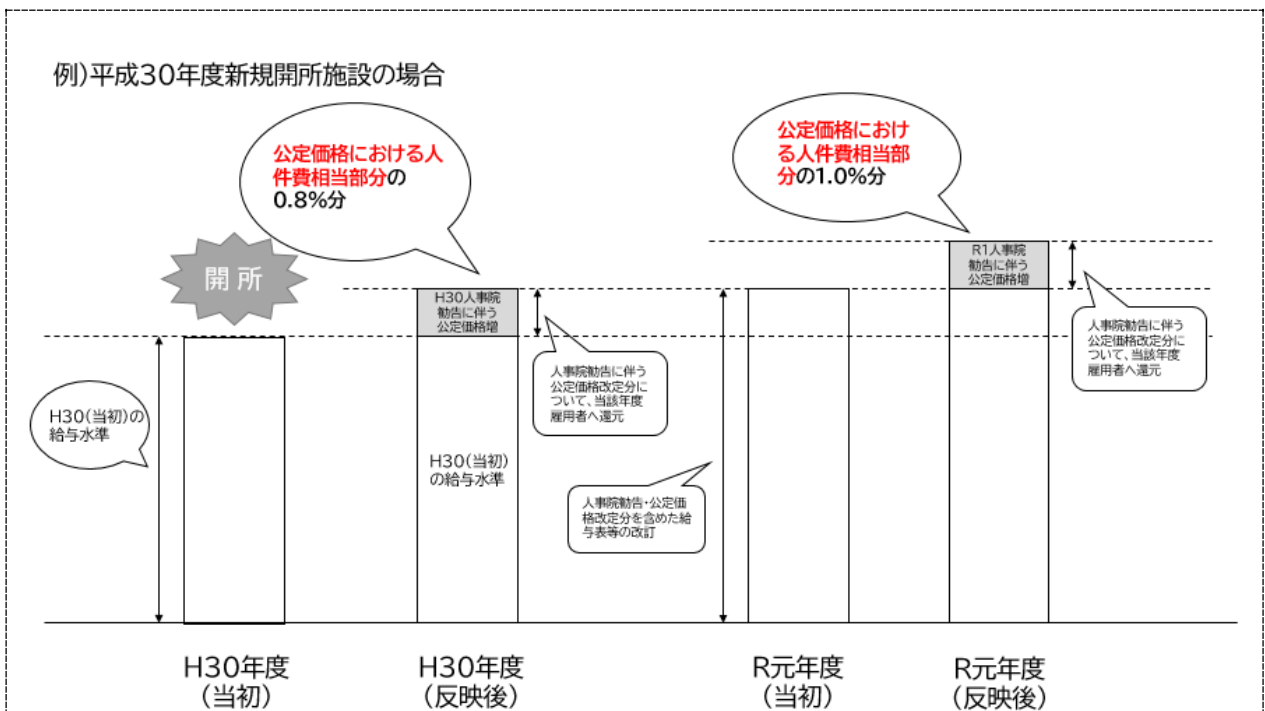 例)平成30年度新規開所施設の場合
公定価格における人
件費相当部分の
0.8%分
公定価格におけ
る人件費相当部
分の1.0%分
開所
H30人事院
勧告に伴う
公定価格増
R1人事院
勧告に伴う
公定価格増
人事院勧告に伴う
公定価格改定分に
ついて、当該年度
雇用者へ還元
人事院勧告に伴う
公定価格改定分に
ついて、当該年度
雇用者へ還元
H30(当初)の
給与水準
H30(当初)
の給与水準
人事院勧告・公定価
格改定分を含めた給
与表等の改訂
H30年度
(当初)
H30年度
(反映後)
R元年度
(当初)
R元年度
(反映後)